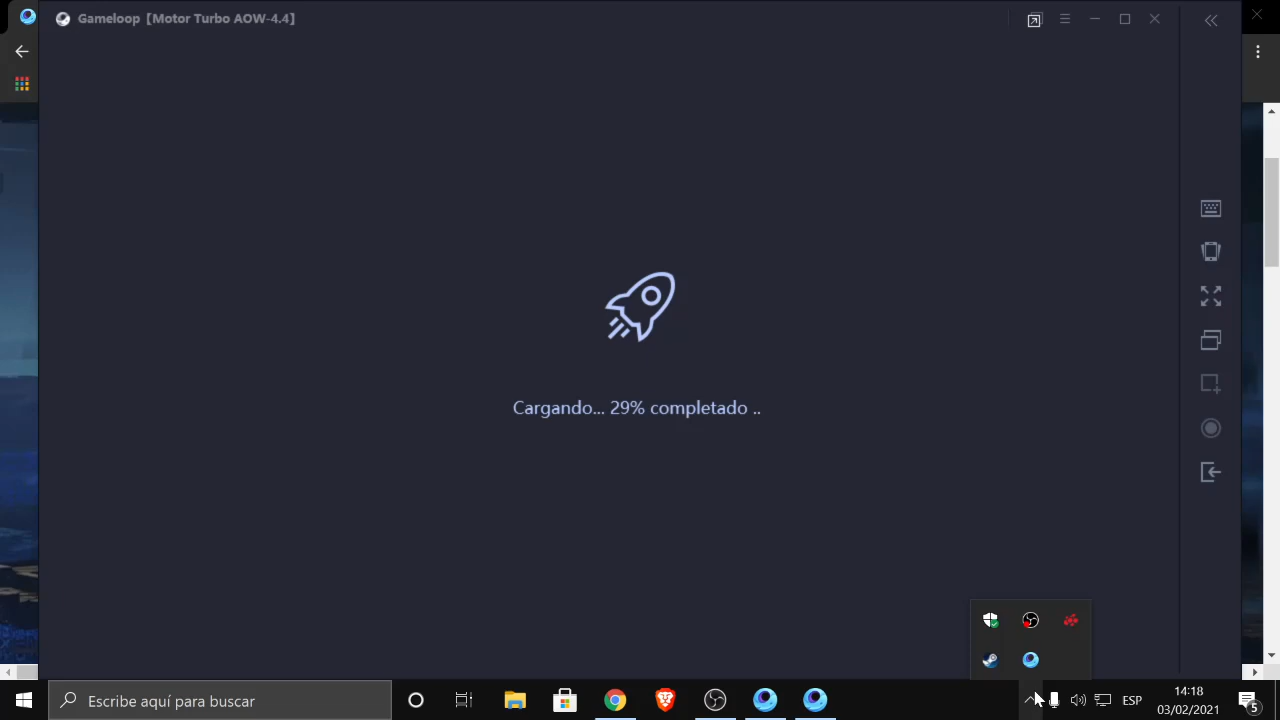 Gameloop [Motor Turbo AOW-4.4]
Cargando... 29% completado ..
Escribe aquí para buscar
ESP
14:18
03/02/2021
5